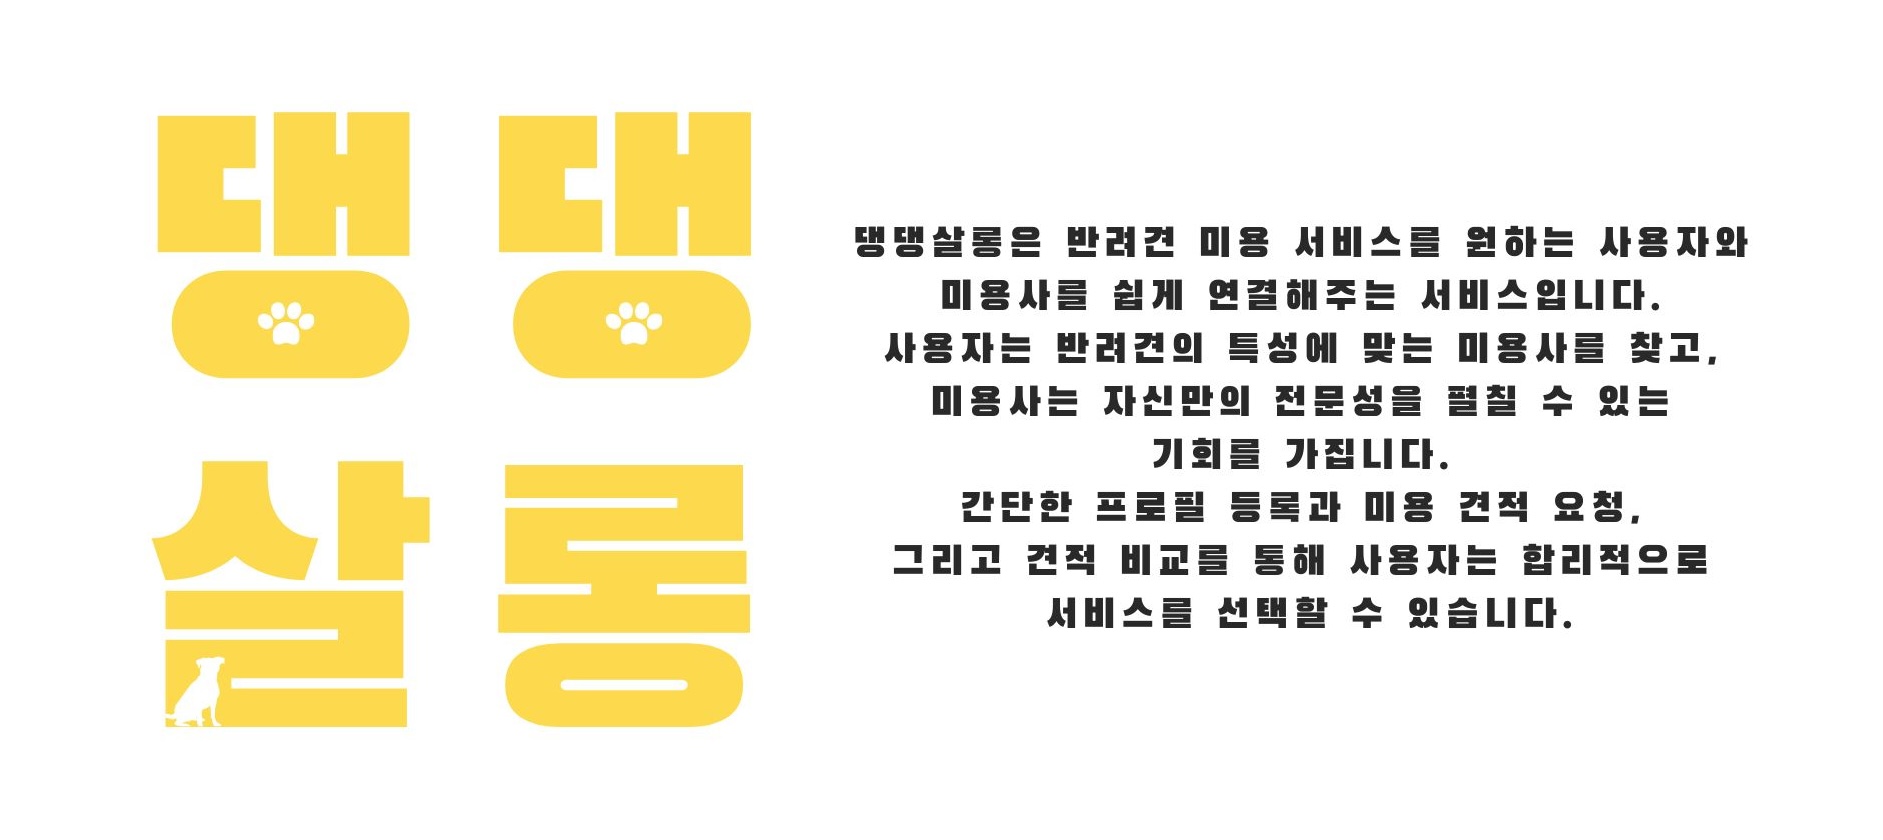 댕댕
살롱
댕댕살롱은 반려견 미용 서비스를 원하는 사용자와
미용사를 쉽게 연결해주는 서비스입니다.
사용자는 반려견의 특성에 맞는 미용사를 찾고,
미용사는 자신만의 전문성을 펼칠 수 있는
기회를 가집니다.
간단한 프로필 등록과 미용 견적 요청,
그리고 견적 비교를 통해 사용자는 합리적으로
서비스를 선택할 수 있습니다.